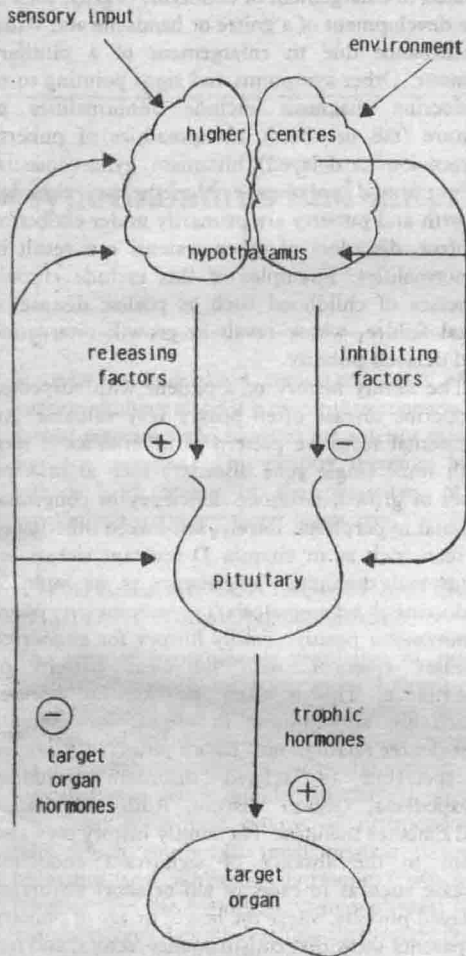 sensory input
environment
higher centres
hypothalamus
releasing factors
inhibiting factors
+
−
pituitary
−
target organ hormones
trophic hormones
+
target organ